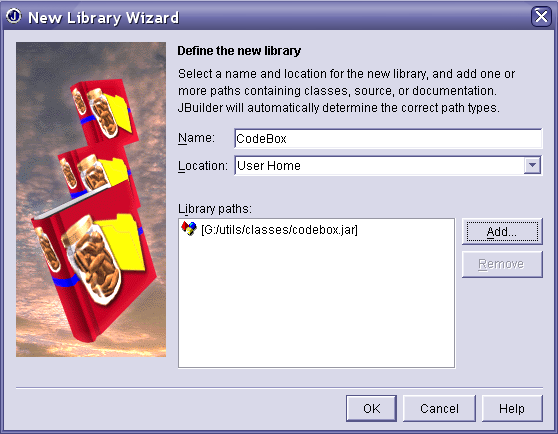 New Library Wizard
Define the new library
Select a name and location for the new library, and add one or
more paths containing classes, source, or documentation.
JBuilder will automatically determine the correct path types.
Name: CodeBox
Location: User Home
Library paths:
[G:/utils/classes/codebox.jar]
Add...
Remove
OK Cancel Help